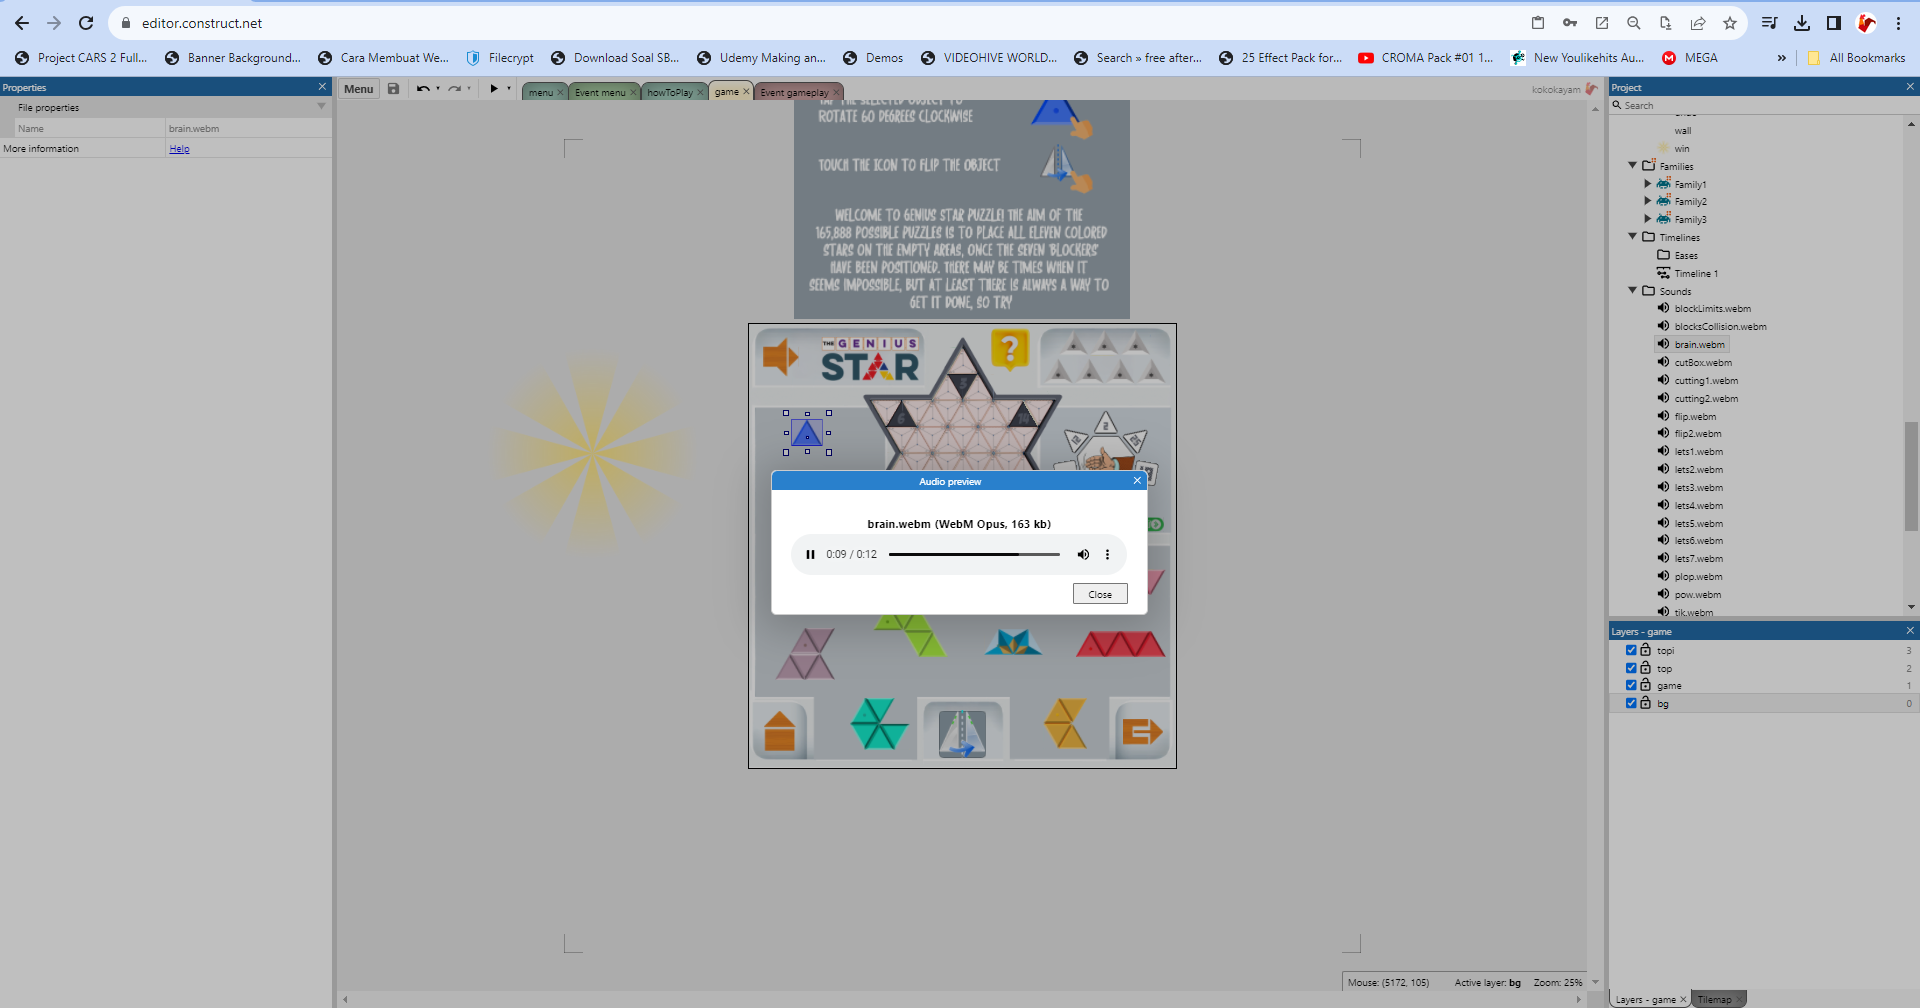 editor.construct.net
Project CARS 2 Full...
Banner Background...
Cara Membuat We...
Filecrypt
Download Soal SB...
Udemy Making an...
Demos
VIDEOHIVE WORLD...
Search » free after...
25 Effect Pack for...
CROMA Pack #01 1...
New Youlikehits Au...
MEGA
»
All Bookmarks
Properties
File properties
Name brain.webm
More information Help
Menu
menu
Event menu
howToPlay
game
Event gameplay
kokokayam
TAP THE SELECTED OBJECT TO
ROTATE 60 DEGREES CLOCKWISE
TOUCH THE ICON TO FLIP THE OBJECT
WELCOME TO GENIUS STAR PUZZLE! THE AIM OF THE
165,888 POSSIBLE PUZZLES IS TO PLACE ALL ELEVEN COLORED
STARS ON THE EMPTY AREAS, ONCE THE SEVEN 'BLOCKERS'
HAVE BEEN POSITIONED. THERE MAY BE TIMES WHEN IT
SEEMS IMPOSSIBLE, BUT AT LEAST THERE IS ALWAYS A WAY TO
GET IT DONE, SO TRY
THE GENIUS
STAR
?
6
2
12
25
Audio preview
brain.webm (WebM Opus, 163 kb)
0:09 / 0:12
Close
Mouse: (5172, 105)
Active layer: bg
Zoom: 25%
Project
Search
wall
win
Families
Family1
Family2
Family3
Timelines
Eases
Timeline 1
Sounds
blockLimits.webm
blocksCollision.webm
brain.webm
cutBox.webm
cutting1.webm
cutting2.webm
flip.webm
flip2.webm
lets1.webm
lets2.webm
lets3.webm
lets4.webm
lets5.webm
lets6.webm
lets7.webm
plop.webm
pow.webm
tik.webm
Layers - game
topi 3
top 2
game 1
bg 0
Layers - game
Tilemap